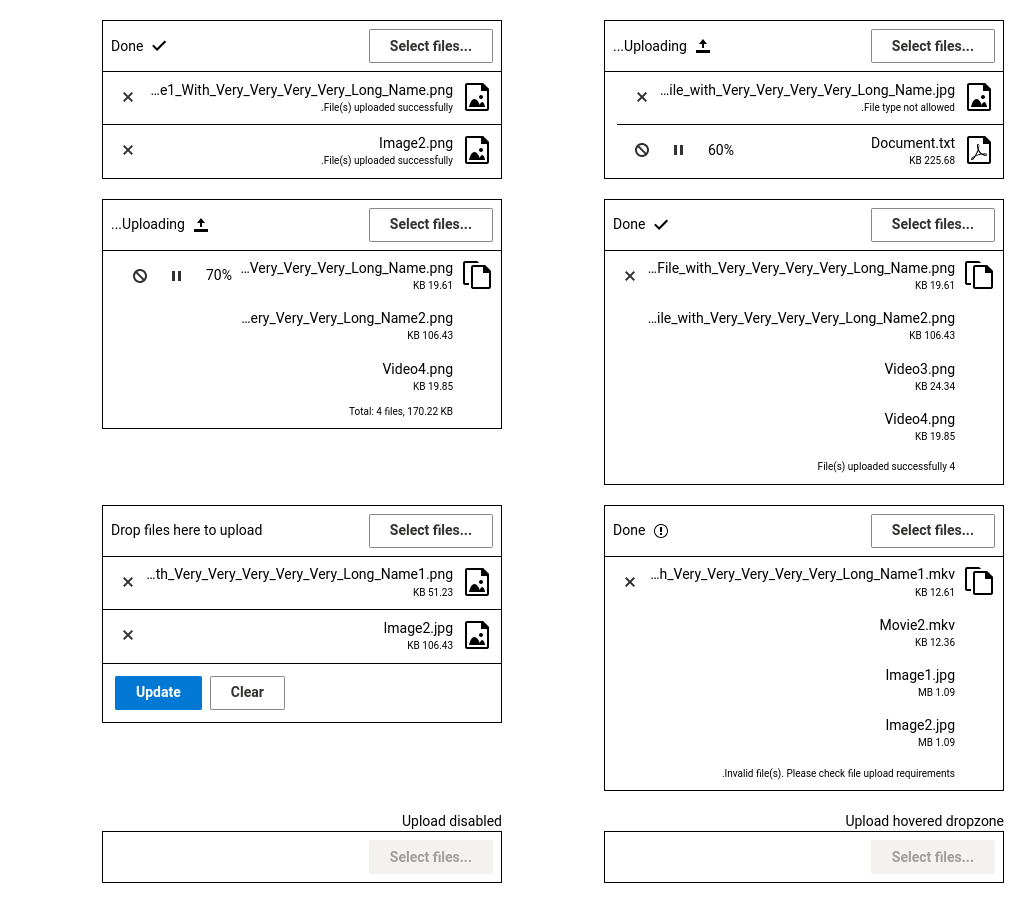 Done
Select files...
...e1_With_Very_Very_Very_Very_Long_Name.png
.File(s) uploaded successfully
Image2.png
.File(s) uploaded successfully
...Uploading
Select files...
...ile_with_Very_Very_Very_Very_Long_Name.jpg
.File type not allowed
60%
Document.txt
KB 225.68
...Uploading
Select files...
70%
...Very_Very_Very_Long_Name.png
KB 19.61
...ery_Very_Very_Long_Name2.png
KB 106.43
Video4.png
KB 19.85
Total: 4 files, 170.22 KB
Done
Select files...
...File_with_Very_Very_Very_Very_Long_Name.png
KB 19.61
...ile_with_Very_Very_Very_Very_Long_Name2.png
KB 106.43
Video3.png
KB 24.34
Video4.png
KB 19.85
File(s) uploaded successfully 4
Drop files here to upload
Select files...
...th_Very_Very_Very_Very_Very_Long_Name1.png
KB 51.23
Image2.jpg
KB 106.43
Update
Clear
Done
Select files...
...h_Very_Very_Very_Very_Very_Long_Name1.mkv
KB 12.61
Movie2.mkv
KB 12.36
Image1.jpg
MB 1.09
Image2.jpg
MB 1.09
.Invalid file(s). Please check file upload requirements
Upload disabled
Select files...
Upload hovered dropzone
Select files...